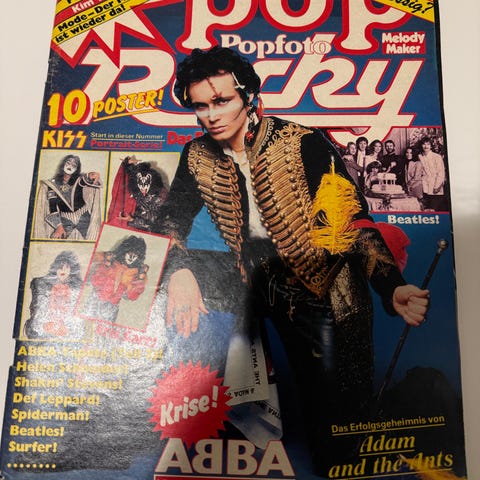 Kim
Mode-Der
ist wieder da!
pop
Popfoto
Melody
Maker
Rocky
10 POSTER!
KISS
Start in dieser Nummer
Portrait-Serie!
Das
Beatles!
ABBA
Helen
Shakin' Stevens!
Def Leppard!
Spiderman!
Beatles!
Surfer!
Krise!
ABBA
Das Erfolgsgeheimnis von
Adam
and the Ants